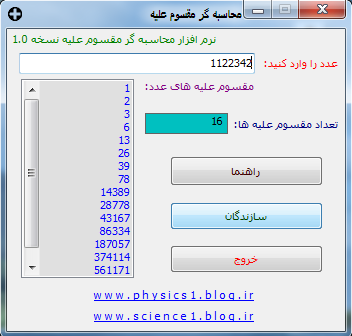 محاسبه گر مقسوم علیه
نرم افزار محاسبه گر مقسوم علیه نسخه 1.0
عدد را وارد کنید: 1122342
مقسوم علیه های عدد:
1
2
3
6
13
26
39
78
14389
28778
43167
86334
187057
374114
561171
تعداد مقسوم علیه ها: 16
راهنما
سازندگان
خروج
www.physics1.blog.ir
www.science1.blog.ir